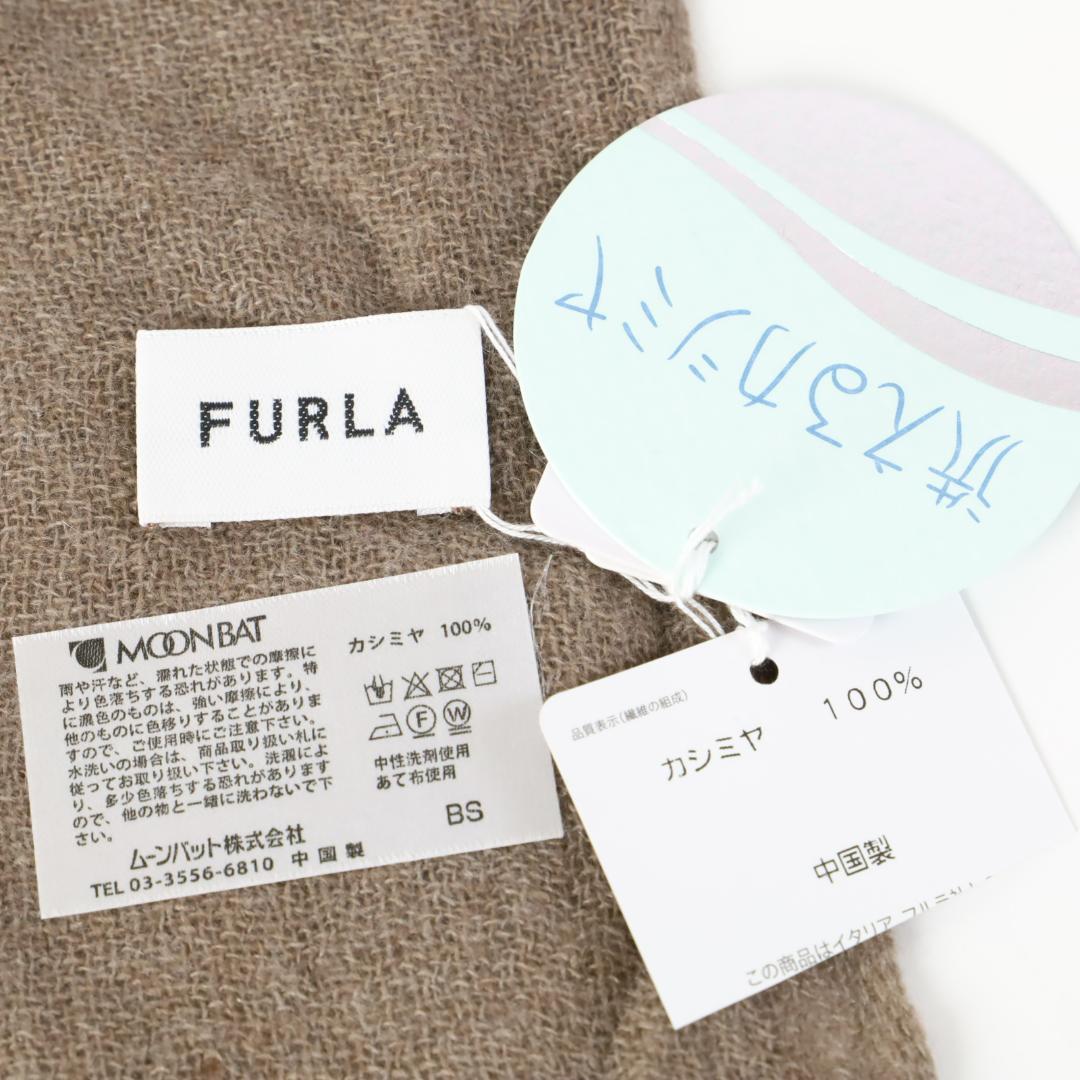 FURLA
洗えるカシミヤ
MOONBAT
雨や汗など、濡れた状態での摩擦に
より色落ちする恐れがあります。特
に濃色のものは、強い摩擦により、
他のものに色移りすることがありま
すので、ご使用時にご注意下さい。
水洗いの場合は、商品取り扱い札に
従ってお取り扱い下さい。洗濯によ
り、多少色落ちする恐れがあります
ので、他の物と一緒に洗わないで下
さい。
カシミヤ 100%
F W
中性洗剤使用
あて布使用
BS
ムーンバット株式会社
TEL 03-3556-6810 中国製
品質表示(繊維の組成)
カシミヤ 100%
中国製
この商品はイタリア